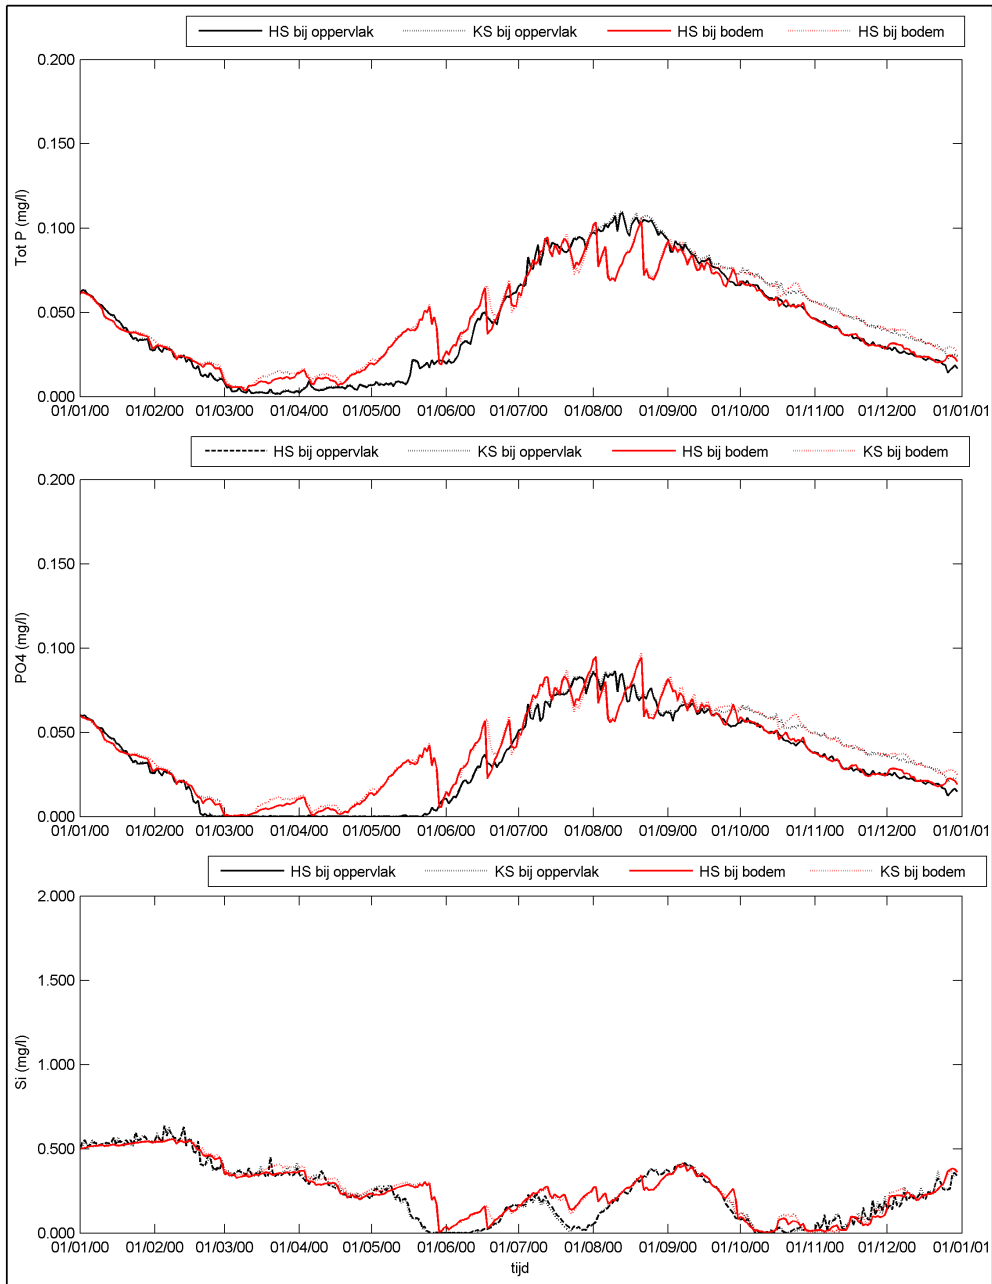 HS bij oppervlak KS bij oppervlak HS bij bodem HS bij bodem
0.200
0.150
0.100
0.050
0.000
Tot P (mg/l)
01/01/00 01/02/00 01/03/00 01/04/00 01/05/00 01/06/00 01/07/00 01/08/00 01/09/00 01/10/00 01/11/00 01/12/00 01/01/01
HS bij oppervlak KS bij oppervlak HS bij bodem KS bij bodem
0.200
0.150
0.100
0.050
0.000
PO4 (mg/l)
01/01/00 01/02/00 01/03/00 01/04/00 01/05/00 01/06/00 01/07/00 01/08/00 01/09/00 01/10/00 01/11/00 01/12/00 01/01/01
HS bij oppervlak KS bij oppervlak HS bij bodem KS bij bodem
2.000
1.500
1.000
0.500
0.000
Si (mg/l)
01/01/00 01/02/00 01/03/00 01/04/00 01/05/00 01/06/00 01/07/00 01/08/00 01/09/00 01/10/00 01/11/00 01/12/00 01/01/01
tijd